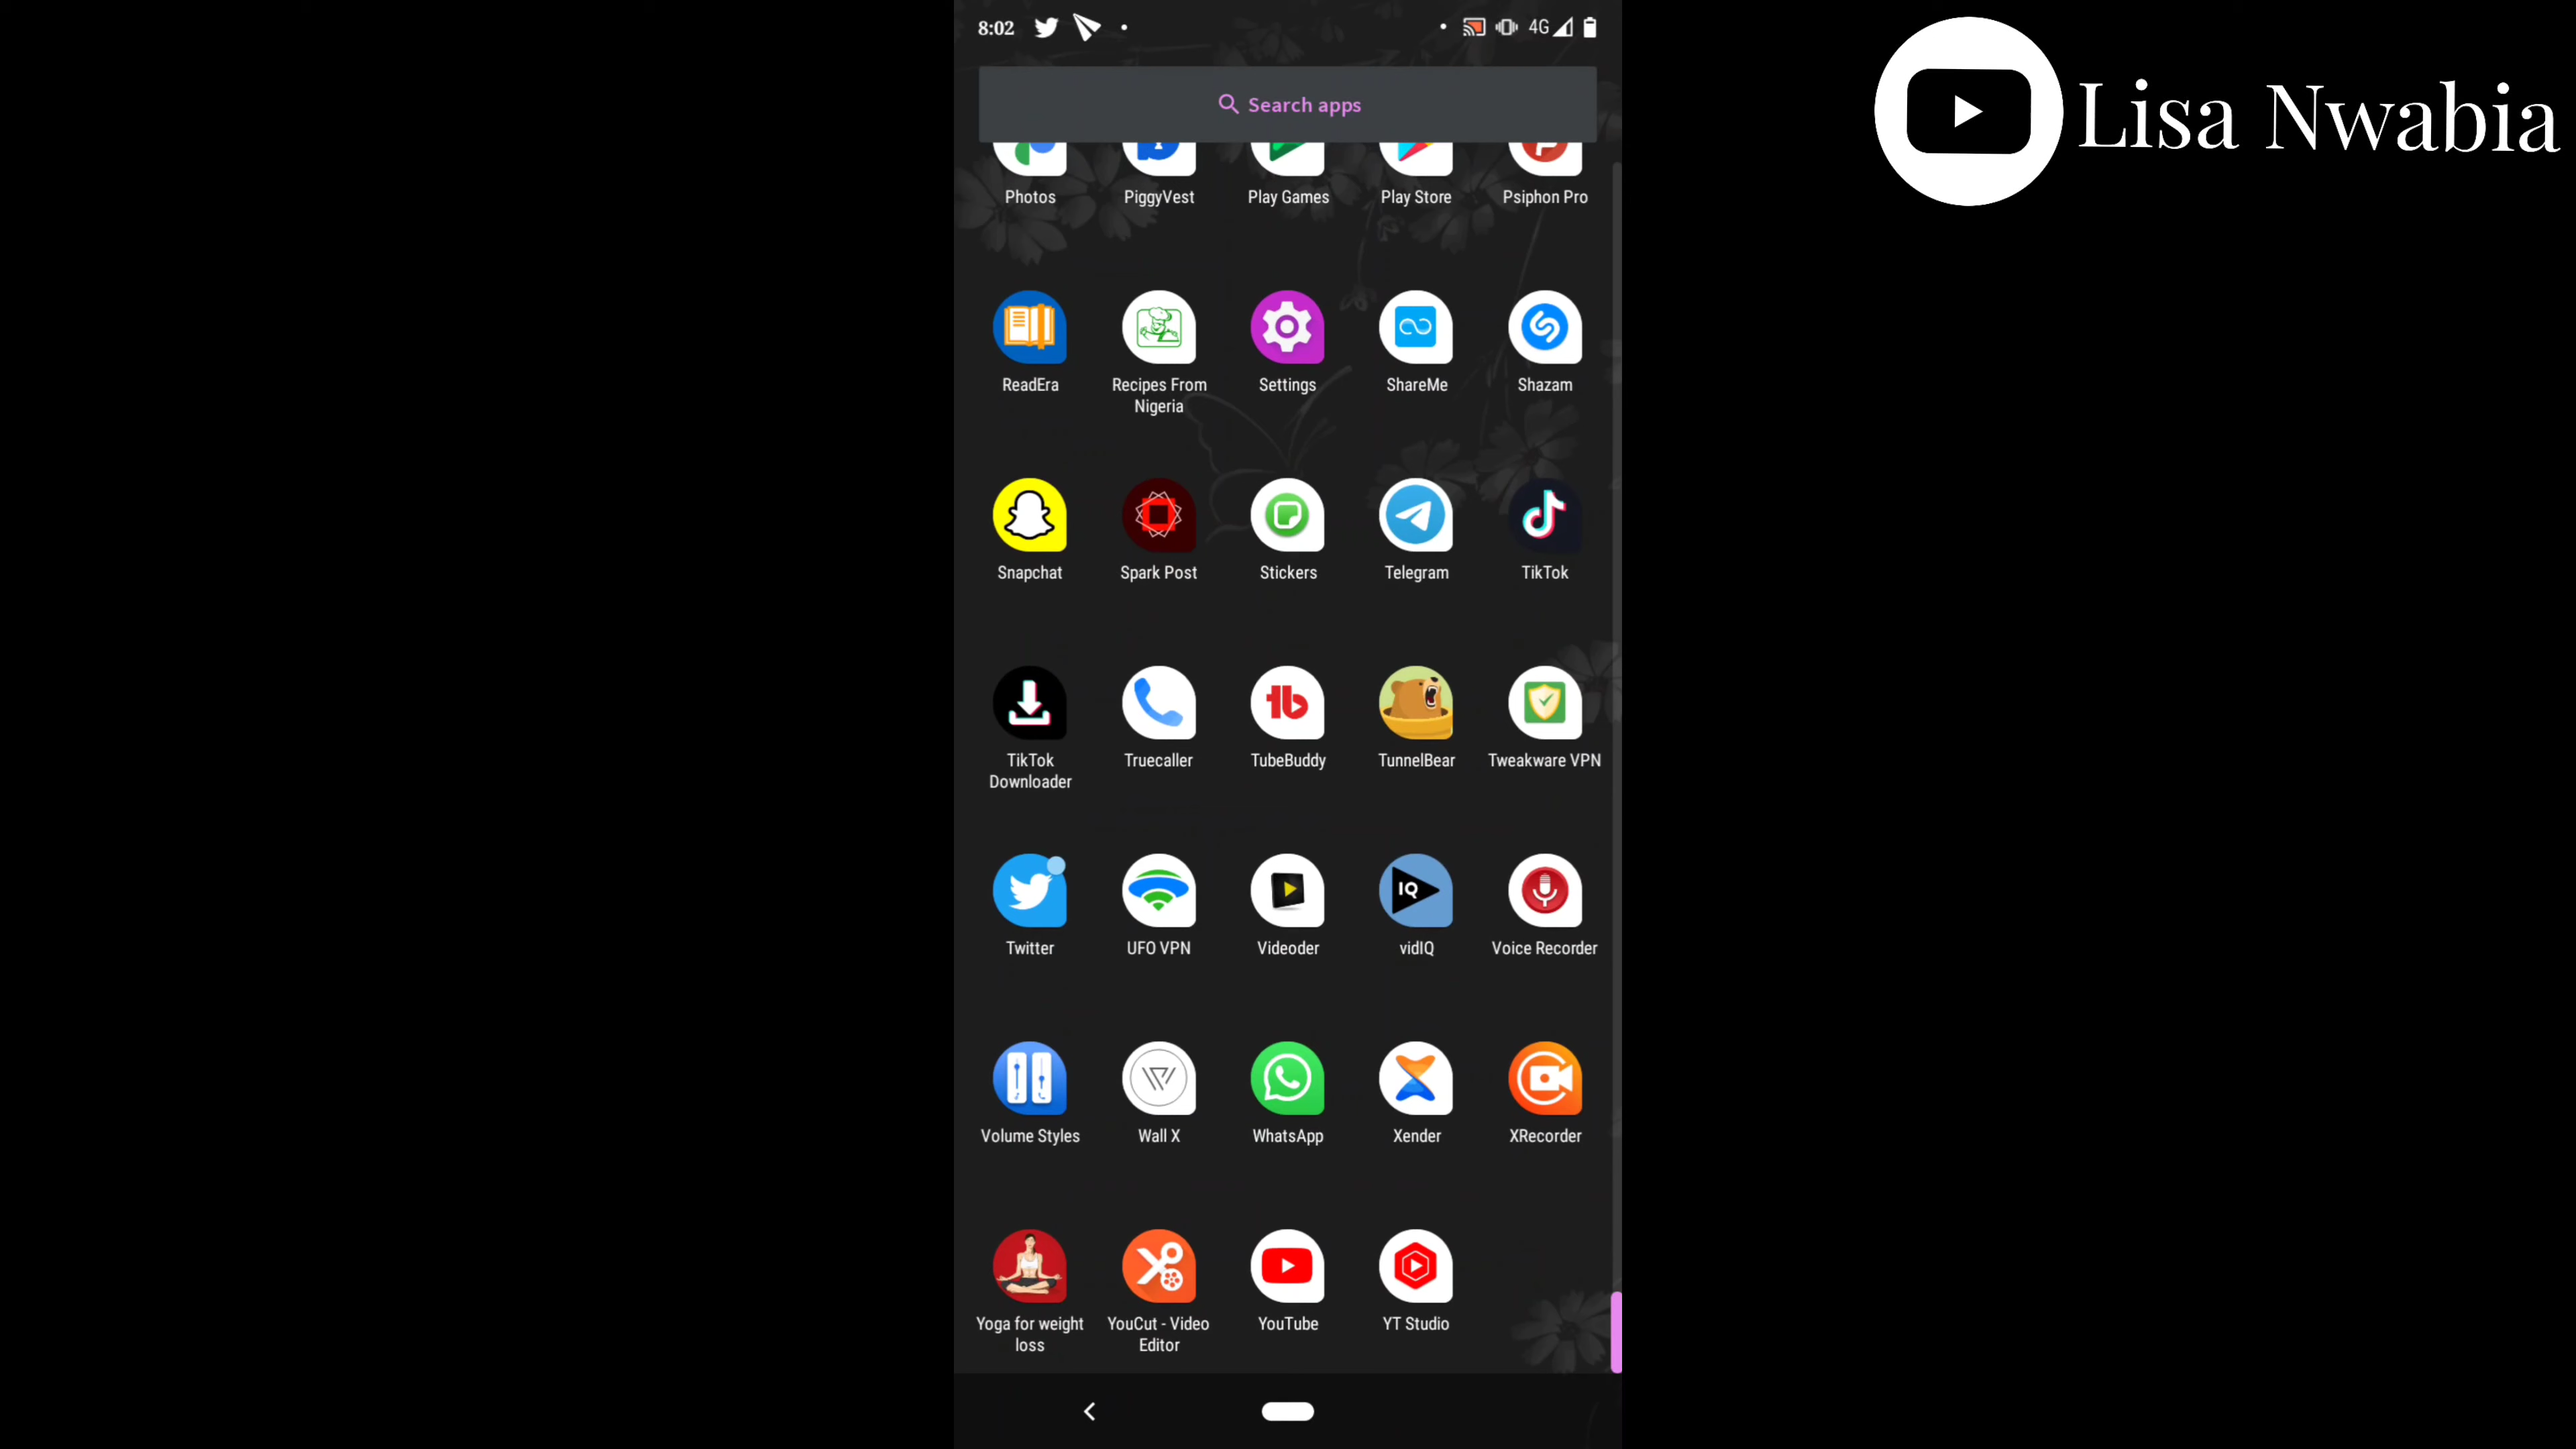 8:02
4G
Lisa Nwabia
Search apps
Photos
PiggyVest
Play Games
Play Store
Psiphon Pro
ReadEra
Recipes From
Nigeria
Settings
ShareMe
Shazam
Snapchat
Spark Post
Stickers
Telegram
TikTok
tb
TikTok
Downloader
Truecaller
TubeBuddy
TunnelBear
Tweakware VPN
IQ
Twitter
UFO VPN
Videoder
vidIQ
Voice Recorder
Volume Styles
Wall X
WhatsApp
Xender
XRecorder
Yoga for weight
loss
YouCut - Video
Editor
YouTube
YT Studio